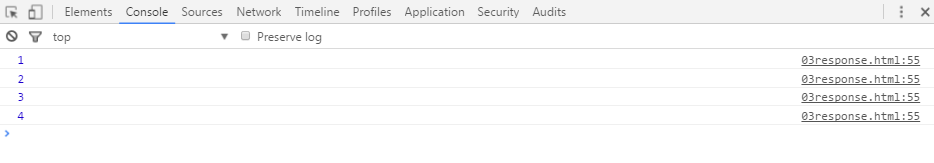 Elements Console Sources Network Timeline Profiles Application Security Audits
top Preserve log
1 03response.html:55
2 03response.html:55
3 03response.html:55
4 03response.html:55